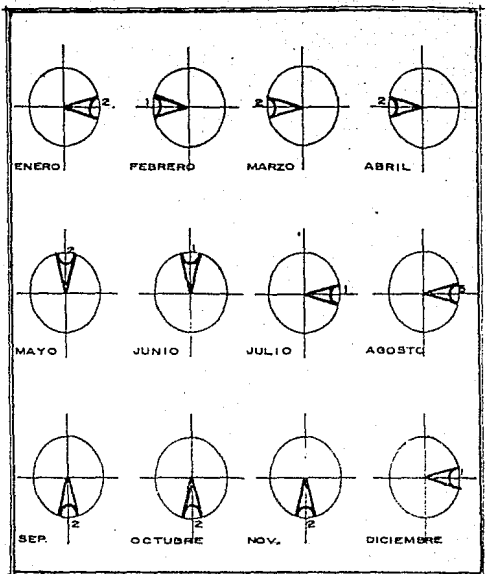 2 1 2 2
ENERO FEBRERO MARZO ABRIL
2 1 1
MAYO JUNIO JULIO AGOSTO
2 2 2 1
SEP. OCTUBRE NOV. DICIEMBRE